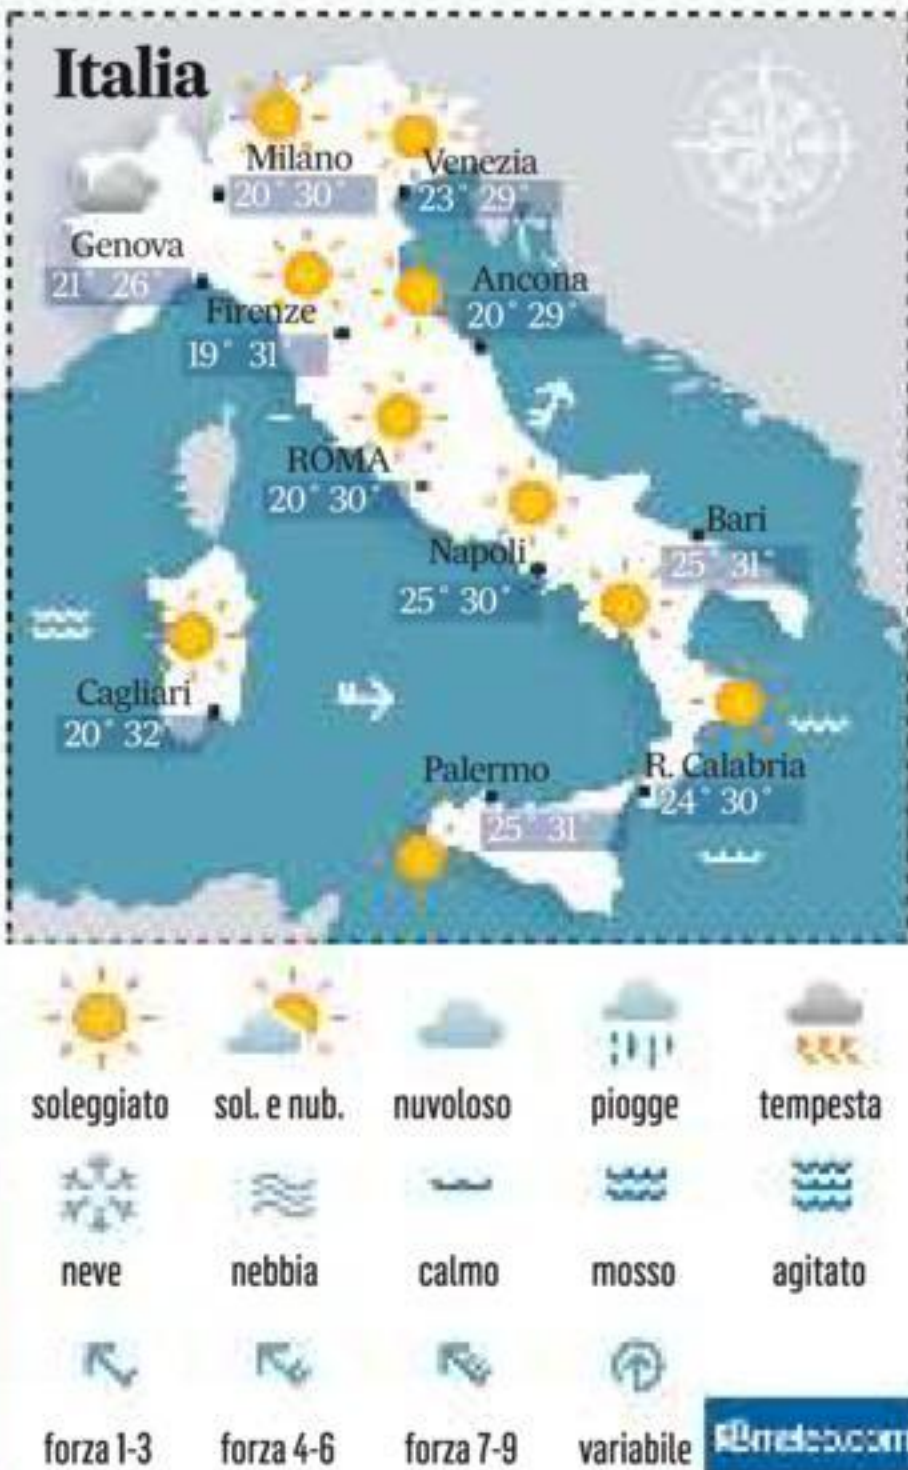 Italia
Milano
20° 30°
Venezia
23° 29°
Genova
21° 26°
Firenze
19° 31°
Ancona
20° 29°
ROMA
20° 30°
Napoli
25° 30°
Bari
25° 31°
Cagliari
20° 32°
Palermo
25° 31°
R. Calabria
24° 30°
soleggiato sol. e nub. nuvoloso piogge tempesta
neve nebbia calmo mosso agitato
forza 1-3 forza 4-6 forza 7-9 variabile